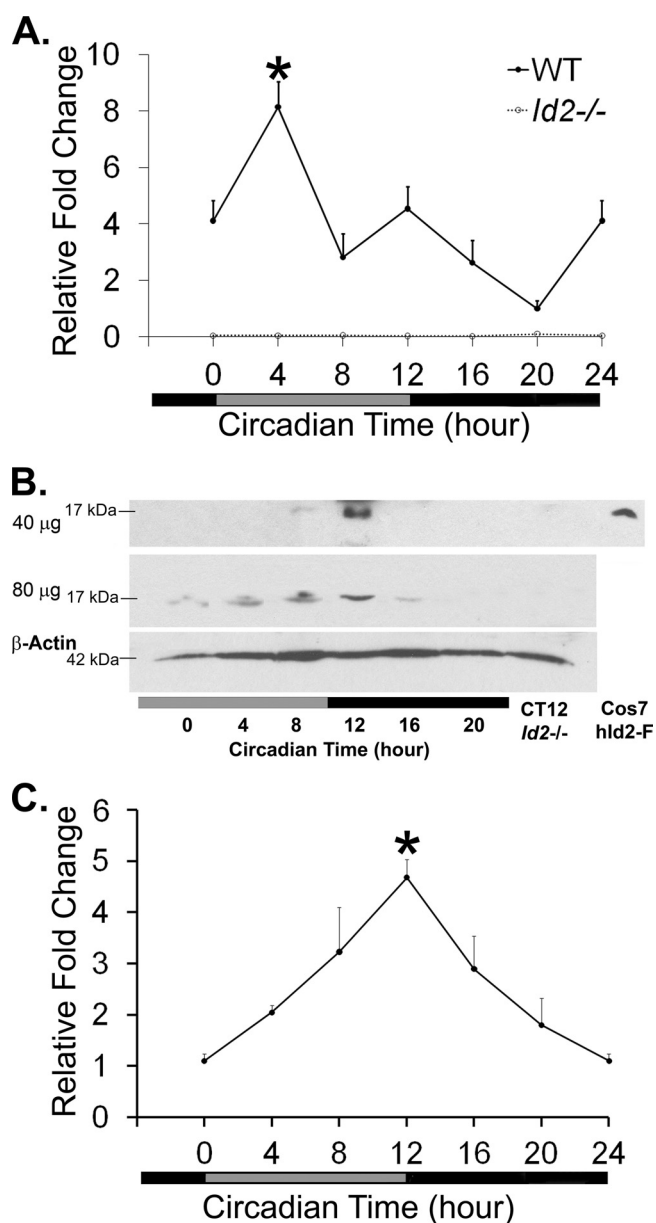 A.
Relative Fold Change
10
8
6
4
2
0
*
WT
Id2-/-
0 4 8 12 16 20 24
Circadian Time (hour)
B.
40 µg
17 kDa
80 µg
17 kDa
β-Actin
42 kDa
0 4 8 12 16 20
Circadian Time (hour)
CT12
Id2-/-
Cos7
hId2-F
C.
Relative Fold Change
6
5
4
3
2
1
0
*
0 4 8 12 16 20 24
Circadian Time (hour)